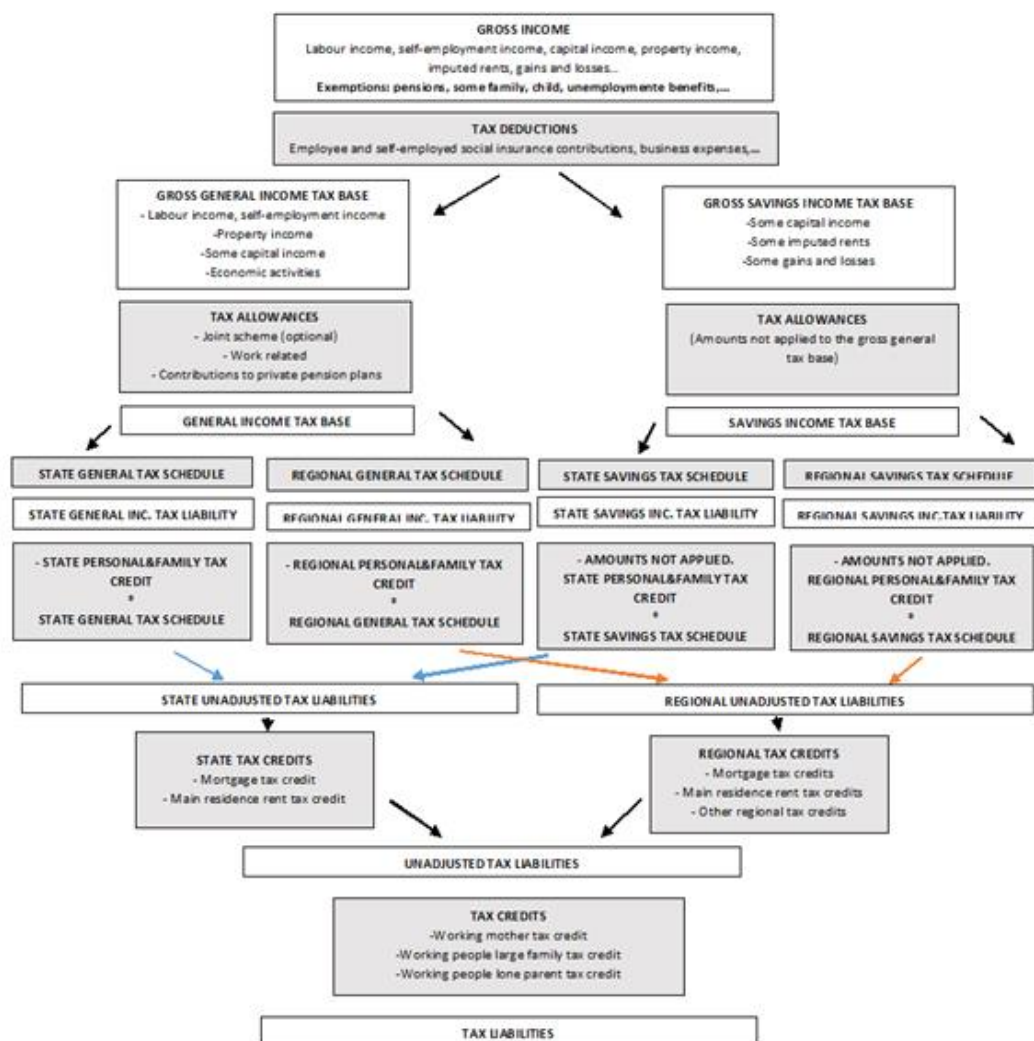 GROSS INCOME
Labour income, self-employment income, capital income, property income,
imputed rents, gains and losses...
Exemptions: pensions, some family, child, unemploymente benefits,...
TAX DEDUCTIONS
Employee and self-employed social insurance contributions, business expenses,...
GROSS GENERAL INCOME TAX BASE
- Labour income, self-employment income
-Property income
-Some capital income
-Economic activities
GROSS SAVINGS INCOME TAX BASE
-Some capital income
-Some imputed rents
-Some gains and losses
TAX ALLOWANCES
- Joint scheme (optional)
- Work related
- Contributions to private pension plans
TAX ALLOWANCES
(Amounts not applied to the gross general
tax base)
GENERAL INCOME TAX BASE
SAVINGS INCOME TAX BASE
STATE GENERAL TAX SCHEDULE
REGIONAL GENERAL TAX SCHEDULE
STATE SAVINGS TAX SCHEDULE
REGIONAL SAVINGS TAX SCHEDULE
STATE GENERAL INC. TAX LIABILITY
REGIONAL GENERAL INC. TAX LIABILITY
STATE SAVINGS INC. TAX LIABILITY
REGIONAL SAVINGS INC.TAX LIABILITY
- STATE PERSONAL&FAMILY TAX
CREDIT
*
STATE GENERAL TAX SCHEDULE
- REGIONAL PERSONAL&FAMILY TAX
CREDIT
*
REGIONAL GENERAL TAX SCHEDULE
- AMOUNTS NOT APPLIED.
STATE PERSONAL&FAMILY TAX
CREDIT
*
STATE SAVINGS TAX SCHEDULE
- AMOUNTS NOT APPLIED.
REGIONAL PERSONAL&FAMILY TAX
CREDIT
*
REGIONAL SAVINGS TAX SCHEDULE
STATE UNADJUSTED TAX LIABILITIES
REGIONAL UNADJUSTED TAX LIABILITIES
STATE TAX CREDITS
- Mortgage tax credit
- Main residence rent tax credit
REGIONAL TAX CREDITS
- Mortgage tax credits
- Main residence rent tax credits
- Other regional tax credits
UNADJUSTED TAX LIABILITIES
TAX CREDITS
-Working mother tax credit
-Working people large family tax credit
-Working people lone parent tax credit
TAX LIABILITIES